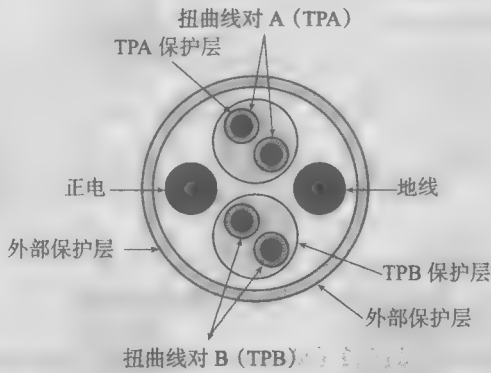 扭曲线对 A（TPA）
TPA 保护层
正电
地线
外部保护层
TPB 保护层
外部保护层
扭曲线对 B（TPB）